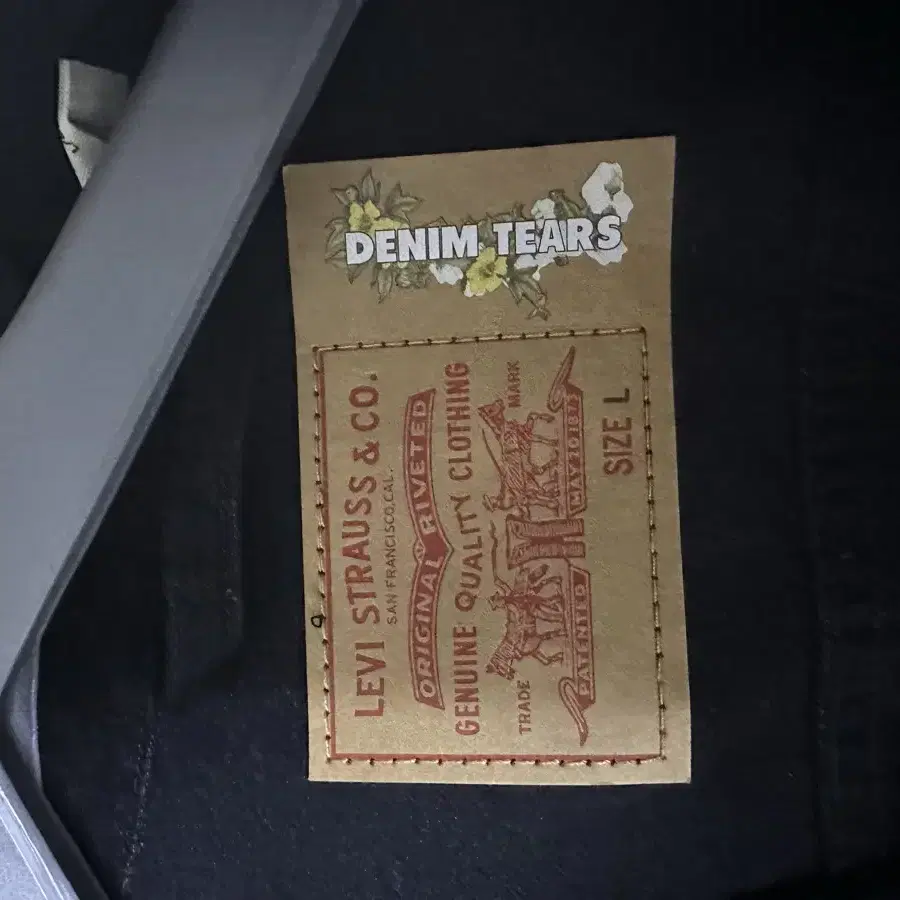 DENIM TEARS
LEVI STRAUSS & CO.
SAN FRANCISCO, CAL.
ORIGINAL RIVETED
GENUINE QUALITY CLOTHING
TRADE MARK
PATENTED MAY 20 1873
SIZE L